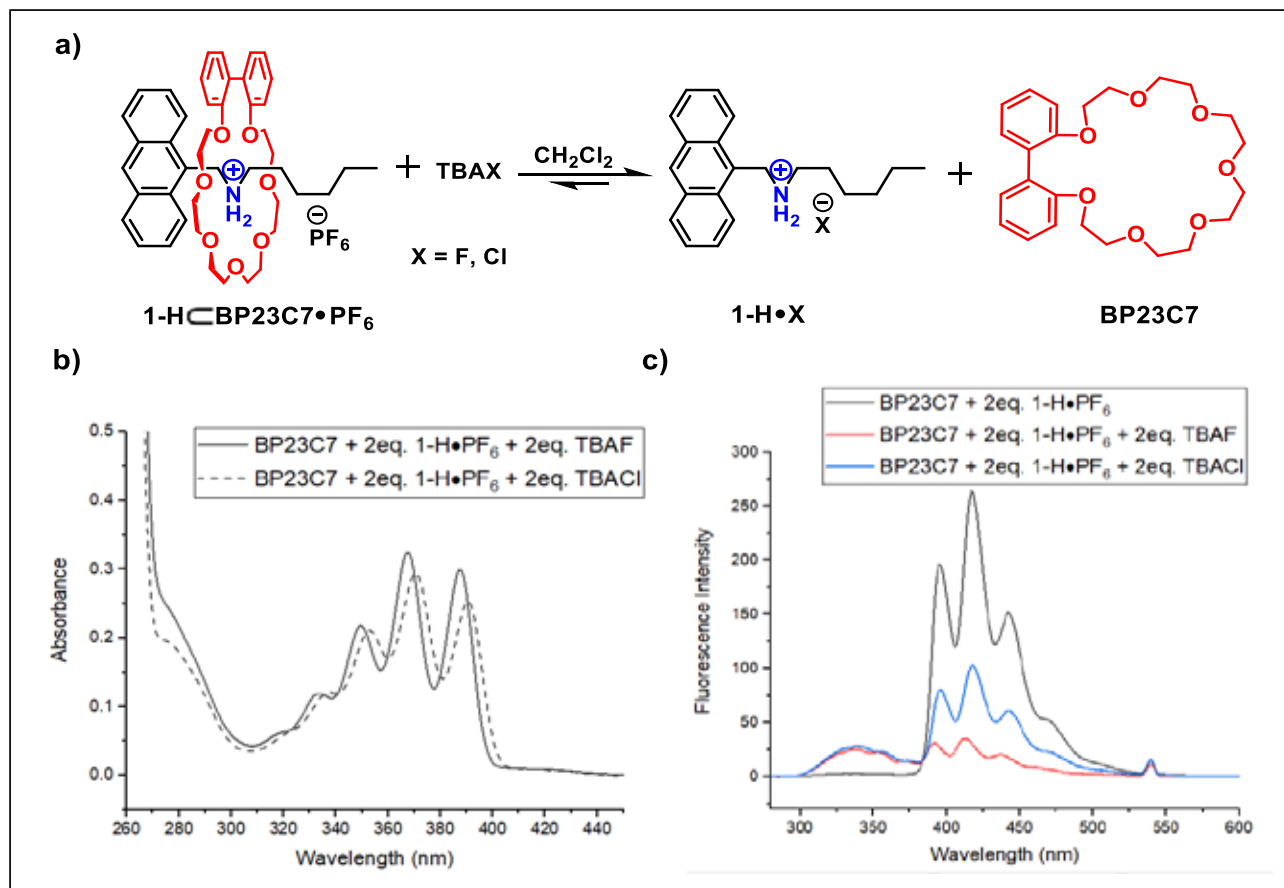 a)
O
O
O
O
O
O
O
+
NH2
⊖
PF6
+
TBAX
CH2Cl2
X = F, Cl
+
NH2
⊖
X
+
O
O
O
O
O
O
O
1-H⊂BP23C7•PF6
1-H•X
BP23C7
b)
BP23C7 + 2eq. 1-H•PF6 + 2eq. TBAF
BP23C7 + 2eq. 1-H•PF6 + 2eq. TBACl
Absorbance
0.5
0.4
0.3
0.2
0.1
0.0
260 280 300 320 340 360 380 400 420 440
Wavelength (nm)
c)
BP23C7 + 2eq. 1-H•PF6
BP23C7 + 2eq. 1-H•PF6 + 2eq. TBAF
BP23C7 + 2eq. 1-H•PF6 + 2eq. TBACl
Fluorescence Intensity
300
250
200
150
100
50
0
300 350 400 450 500 550 600
Wavelength (nm)